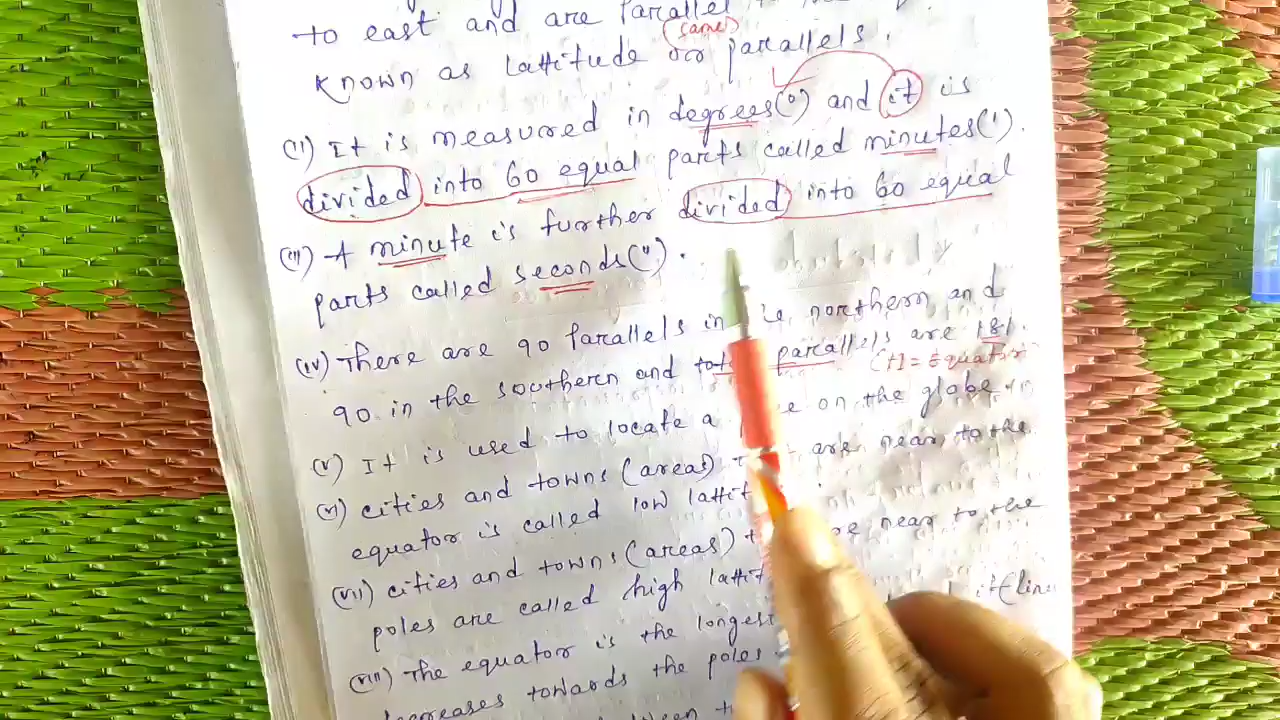 to east and are parallel
(same)
known as lattitude or parallels.
(ii) It is measured in degrees(°) and it is
divided into 60 equal parts called minutes(').
(iii) A minute is further divided into 60 equal
parts called seconds(").
(iv) There are 90 parallels in northern and
90 in the southern and parallels are 181.
(+1 = Equator
(v) It is used to locate a on the globe
(vi) cities and towns (areas) are near to the
equator is called low
(vii) cities and towns (areas) near to the
poles are called high
(viii) The equator is the longest
towards the poles